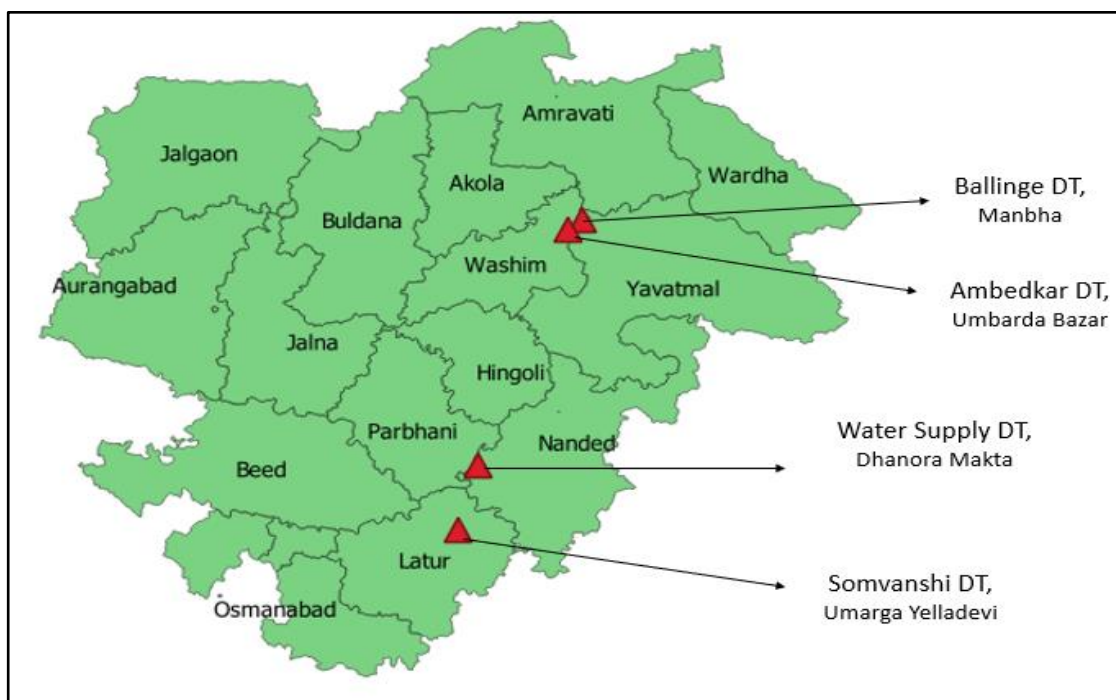 Amravati
Jalgaon
Wardha
Akola
Ballinge DT,
Manbha
Buldana
Washim
Aurangabad
Yavatmal
Ambedkar DT,
Umbarda Bazar
Jalna
Hingoli
Parbhani
Nanded
Water Supply DT,
Dhanora Makta
Beed
Latur
Somvanshi DT,
Umarga Yelladevi
Osmanabad